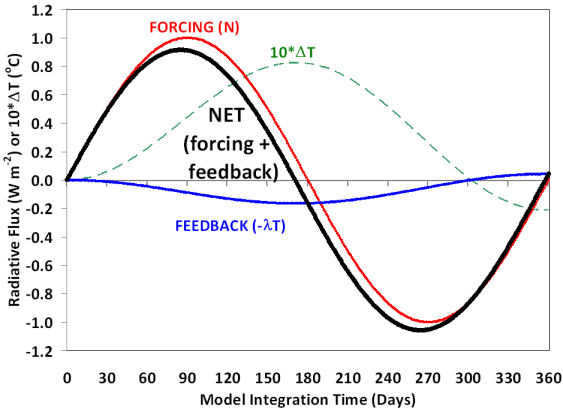 1.2
FORCING (N)
1.0
10*ΔT
0.8
0.6
NET
0.4
(forcing +
0.2
feedback)
0.0
-0.2
FEEDBACK (-λT)
-0.4
-0.6
-0.8
-1.0
-1.2
Radiative Flux (W m⁻²) or 10*ΔT (°C)
0 30 60 90 120 150 180 210 240 270 300 330 360
Model Integration Time (Days)